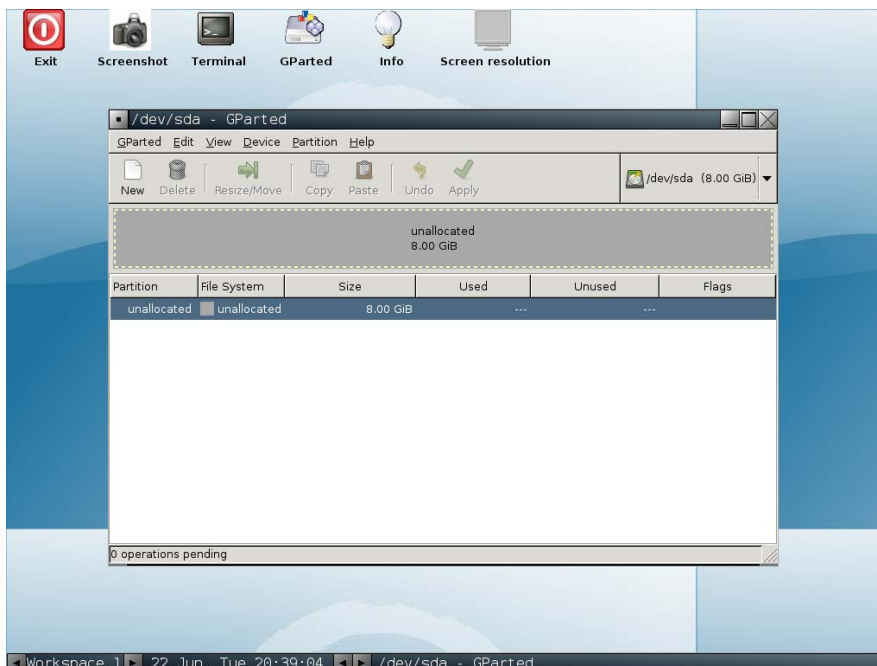 Exit Screenshot Terminal GParted Info Screen resolution
/dev/sda - GParted
GParted Edit View Device Partition Help
New Delete Resize/Move Copy Paste Undo Apply /dev/sda (8.00 GiB)
unallocated
8.00 GiB
Partition File System Size Used Unused Flags
unallocated unallocated 8.00 GiB --- ---
0 operations pending
Workspace 1 22 Jun, Tue 20:39:04 /dev/sda - GParted